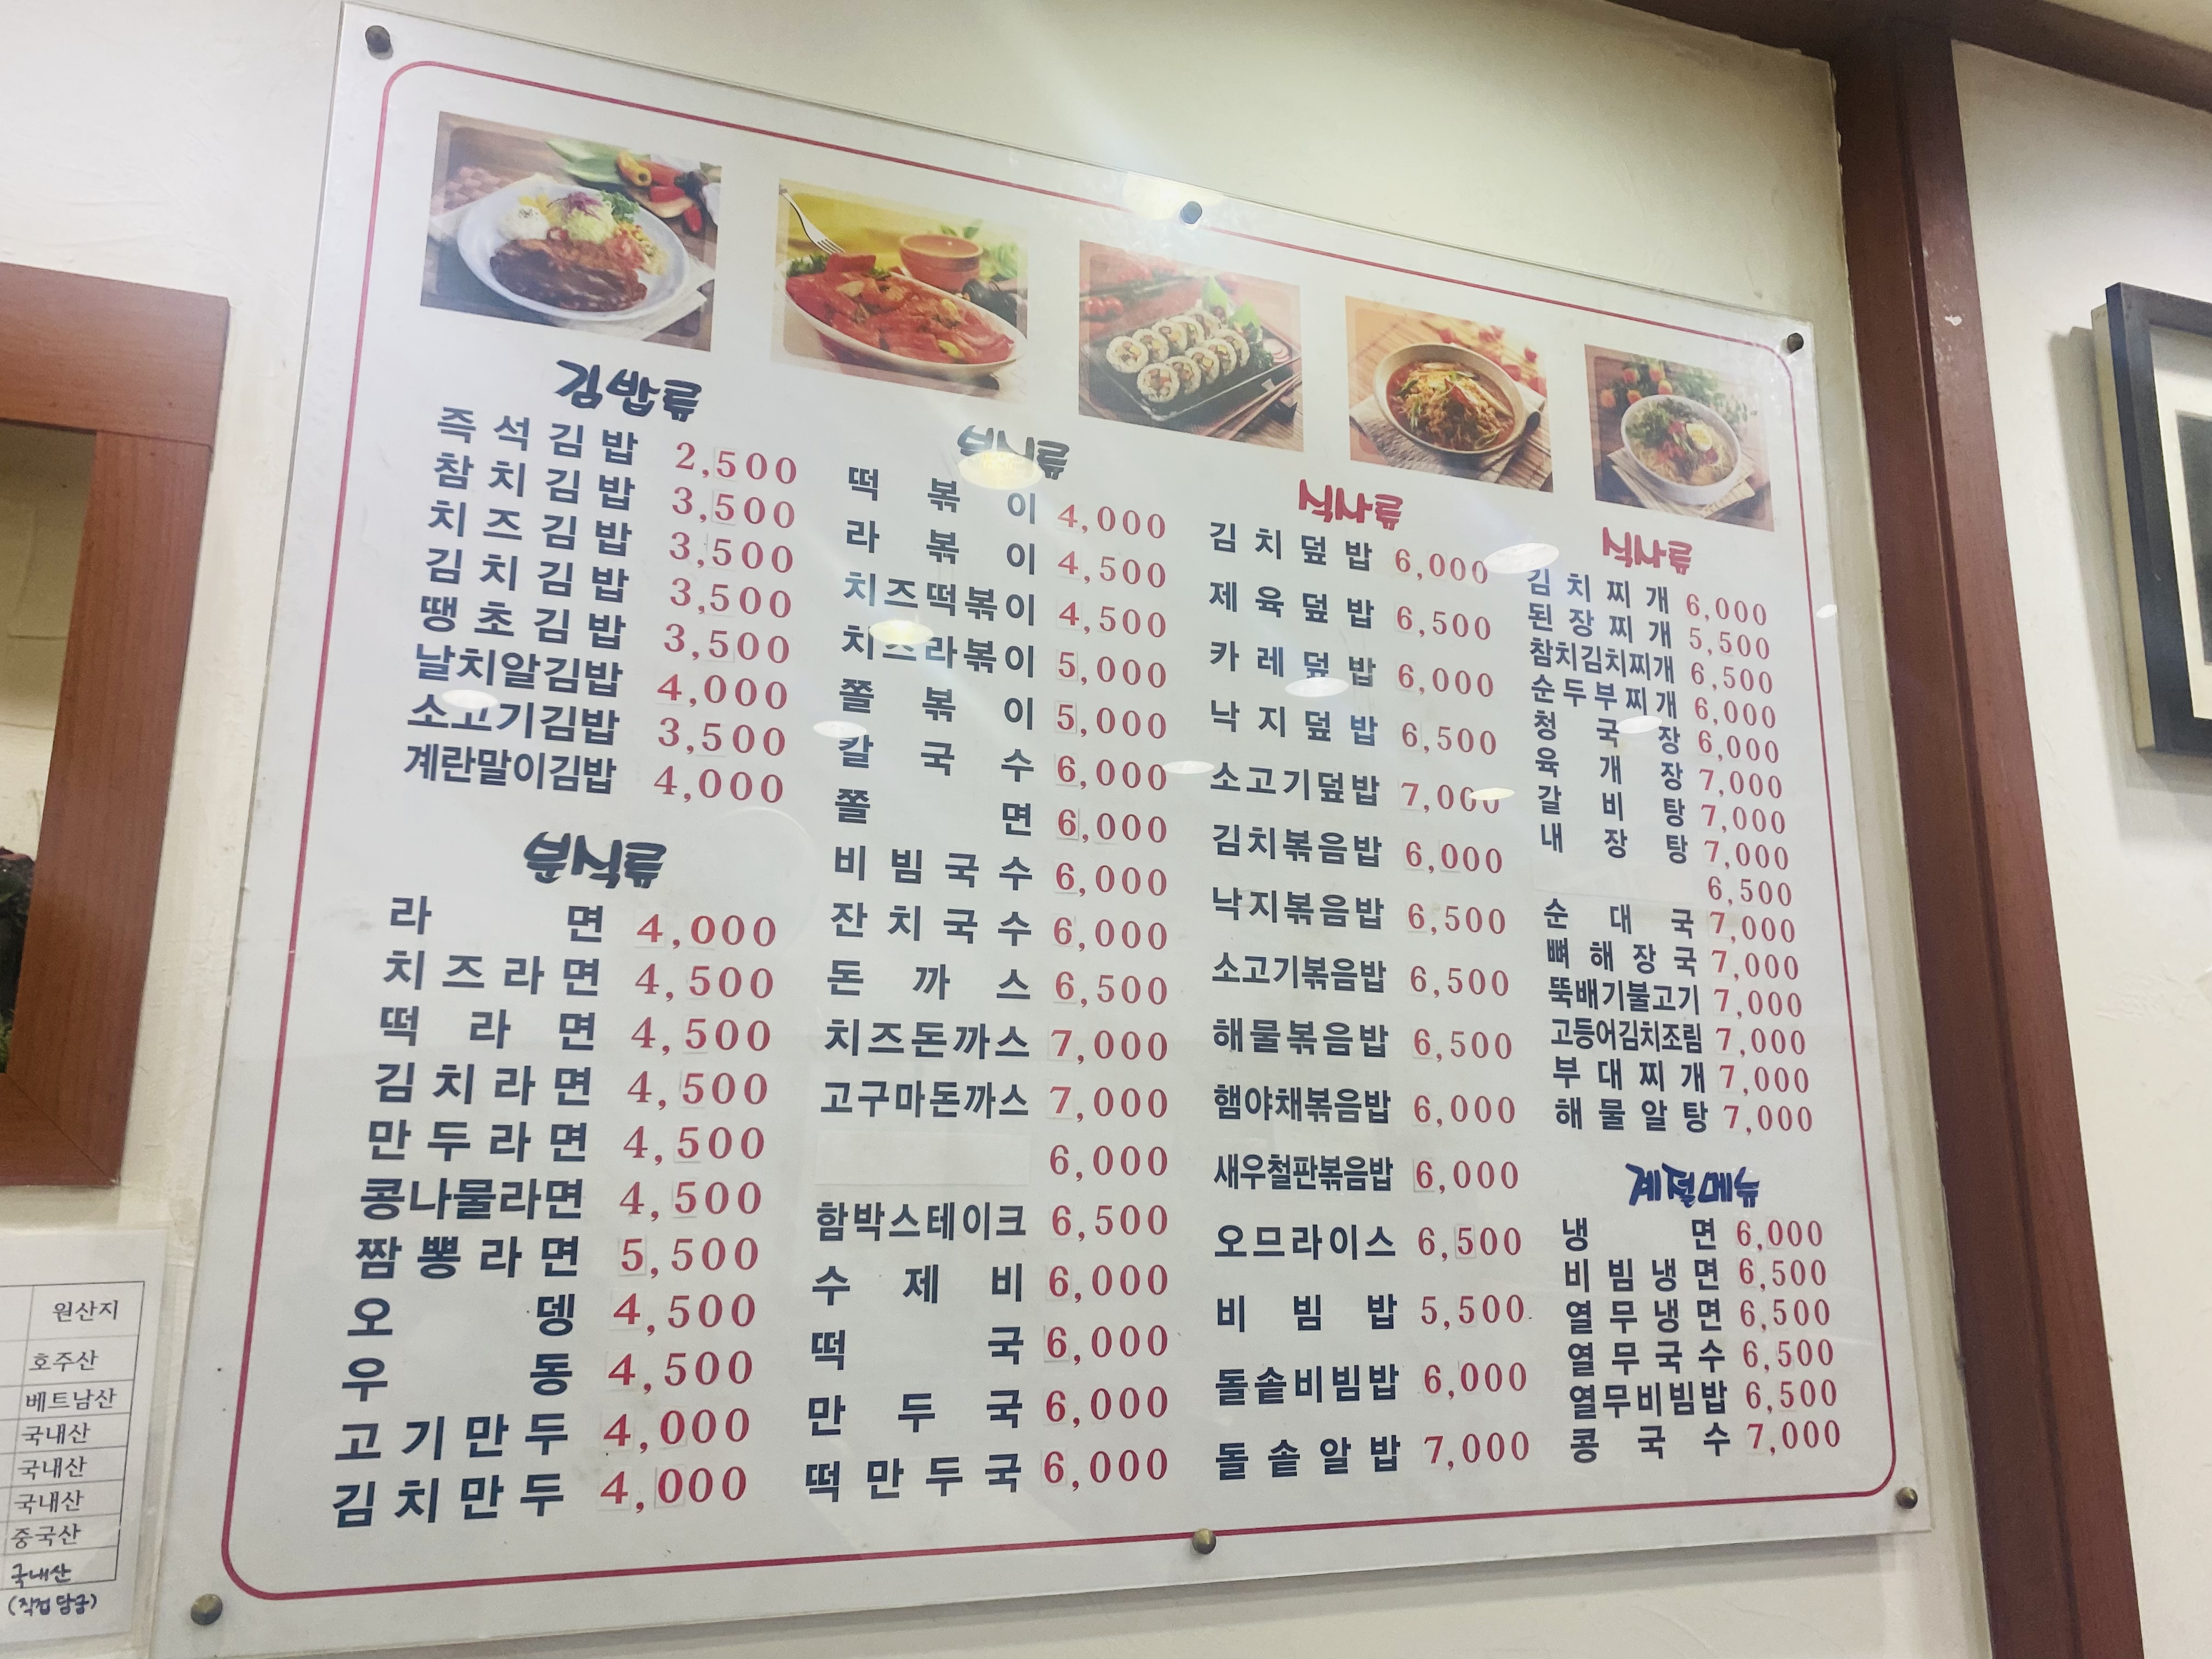 김밥류
즉석김밥 2,500
참치김밥 3,500
치즈김밥 3,500
김치김밥 3,500
땡초김밥 3,500
날치알김밥 4,000
소고기김밥 3,500
계란말이김밥 4,000
분식류
라면 4,000
치즈라면 4,500
떡라면 4,500
김치라면 4,500
만두라면 4,500
콩나물라면 4,500
짬뽕라면 5,500
오뎅 4,500
우동 4,500
고기만두 4,000
김치만두 4,000
떡볶이 4,000
라볶이 4,500
치즈떡볶이 4,500
치즈라볶이 5,000
쫄볶이 5,000
칼국수 6,000
쫄면 6,000
비빔국수 6,000
잔치국수 6,000
돈까스 6,500
치즈돈까스 7,000
고구마돈까스 7,000
6,000
함박스테이크 6,500
수제비 6,000
떡국 6,000
만두국 6,000
떡만두국 6,000
식사류
김치덮밥 6,000
제육덮밥 6,500
카레덮밥 6,000
낙지덮밥 6,500
소고기덮밥 7,000
김치볶음밥 6,000
낙지볶음밥 6,500
소고기볶음밥 6,500
해물볶음밥 6,500
햄야채볶음밥 6,000
새우철판볶음밥 6,000
오므라이스 6,500
비빔밥 5,500
돌솥비빔밥 6,000
돌솥알밥 7,000
식사류
김치찌개 6,000
된장찌개 5,500
참치김치찌개 6,500
순두부찌개 6,000
청국장 6,000
육개장 7,000
갈비탕 7,000
내장탕 7,000
6,500
순대국 7,000
뼈해장국 7,000
뚝배기불고기 7,000
고등어김치조림 7,000
부대찌개 7,000
해물알탕 7,000
계절메뉴
냉면 6,000
비빔냉면 6,500
열무냉면 6,500
열무국수 6,500
열무비빔밥 6,500
콩국수 7,000
원산지
호주산
베트남산
국내산
국내산
국내산
중국산
국내산
(직접 담금)